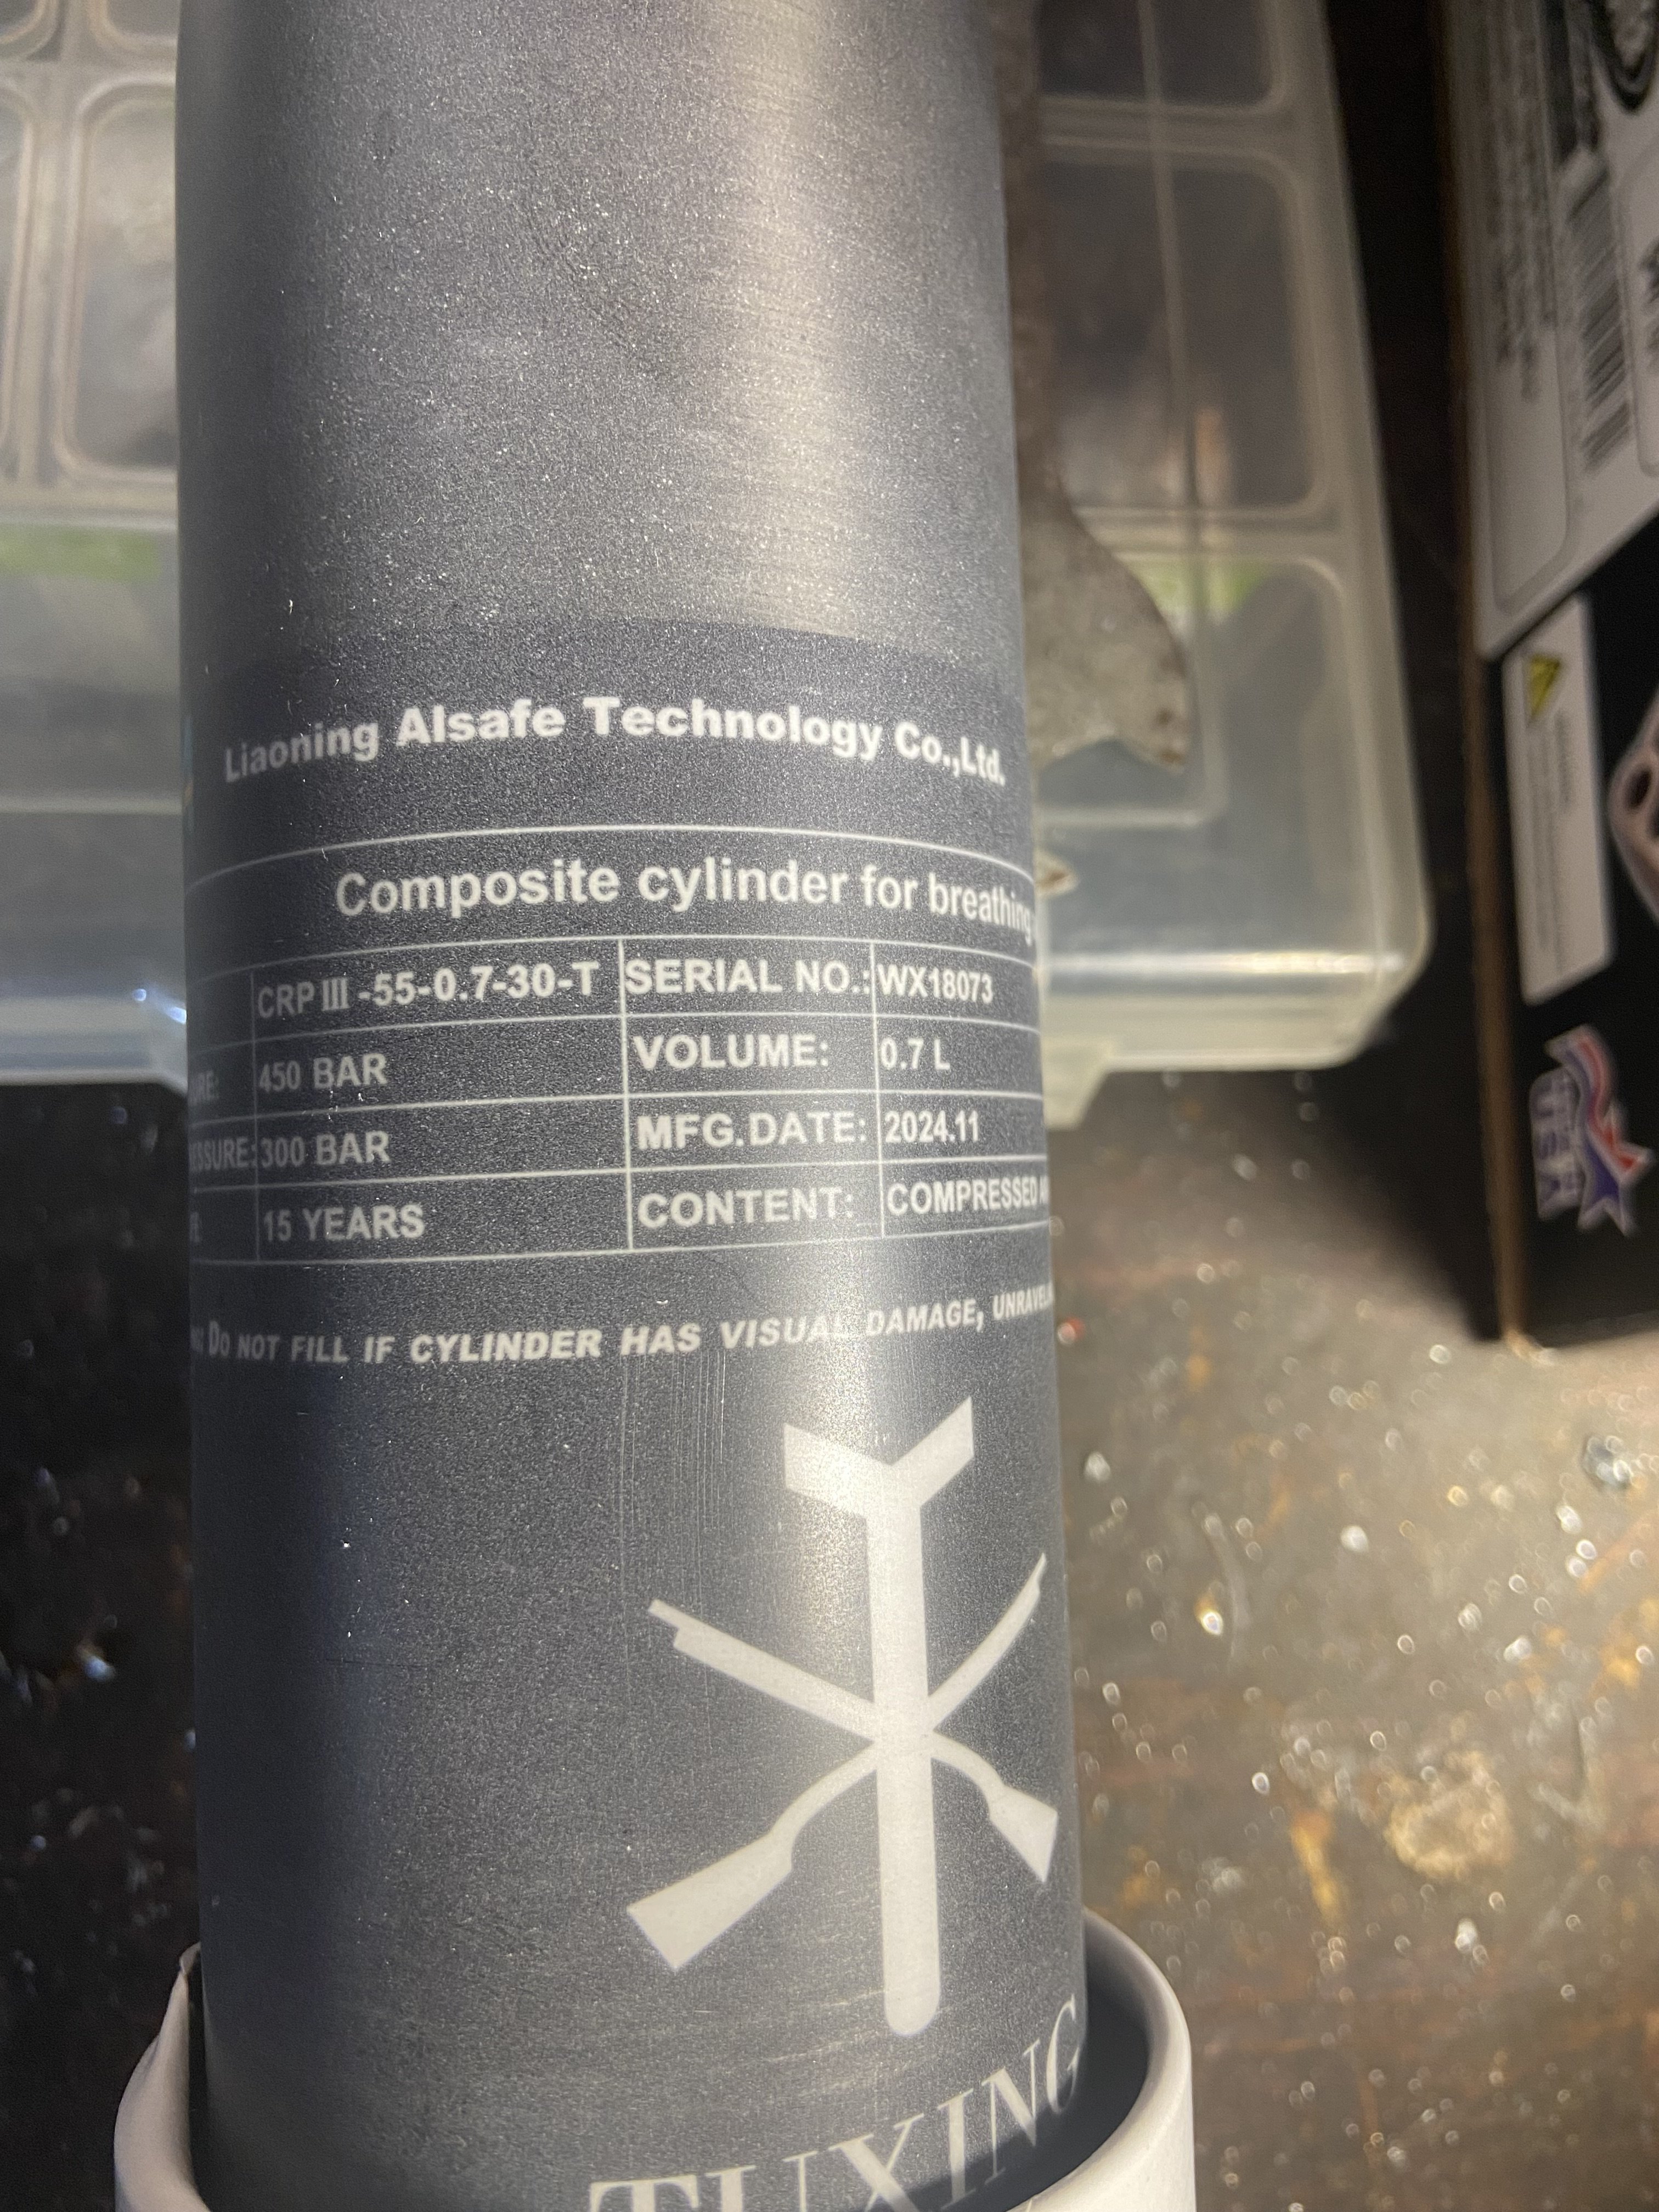 Liaoning Alsafe Technology Co.,Ltd.
Composite cylinder for breathing
CRP III -55-0.7-30-T SERIAL NO.: WX18073
450 BAR VOLUME: 0.7 L
300 BAR MFG.DATE: 2024.11
15 YEARS CONTENT: COMPRESSED
DO NOT FILL IF CYLINDER HAS VISUAL DAMAGE,
TUXING
USA